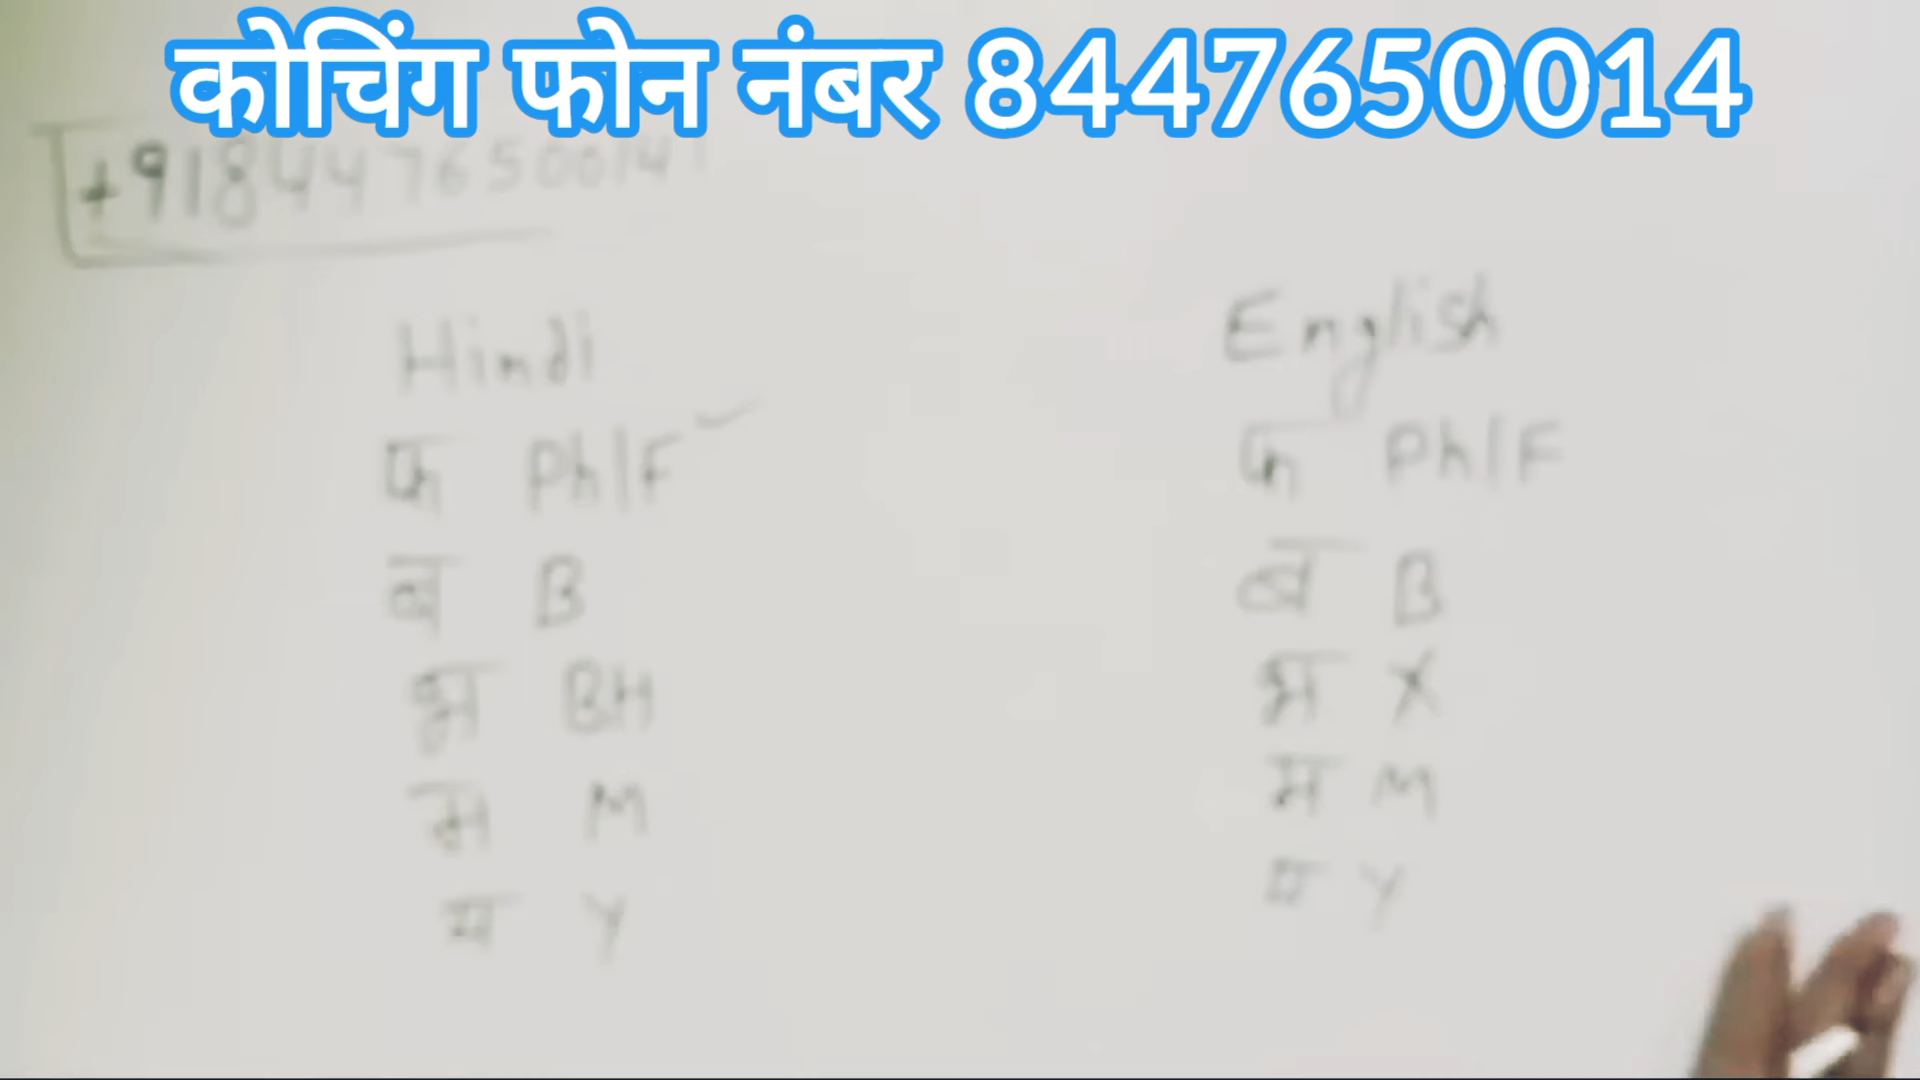 कोचिंग फोन नंबर 8447650014
+918447650014
Hindi English
फ Ph/F ✓ फ Ph/F
ब B ब B
भ BH भ X
म M म M
य Y य Y